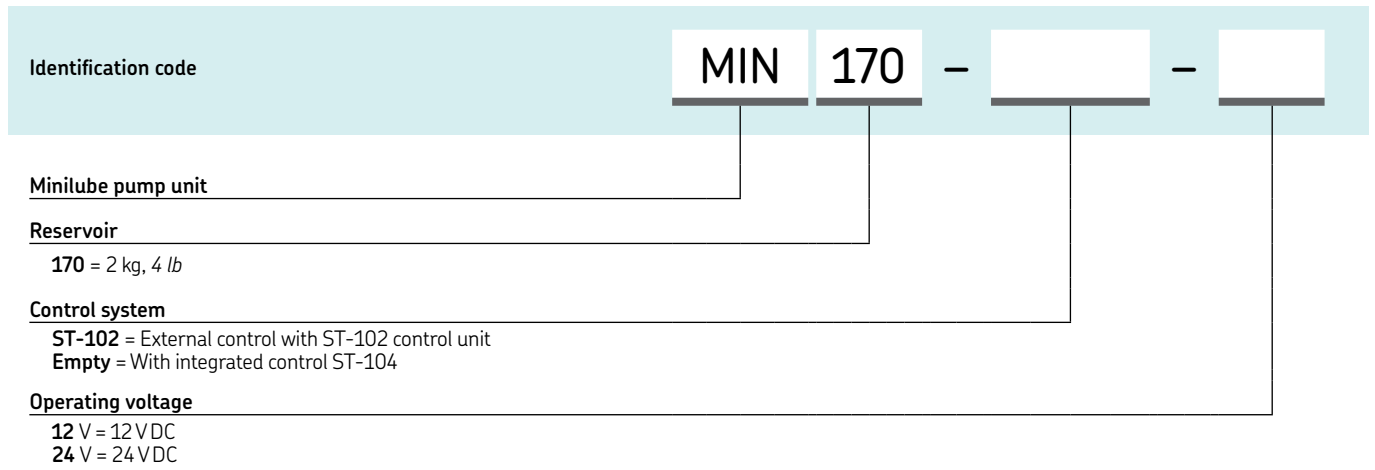 Identification code MIN 170 – –
Minilube pump unit
Reservoir
170 = 2 kg, 4 lb
Control system
ST-102 = External control with ST-102 control unit
Empty = With integrated control ST-104
Operating voltage
12 V = 12 V DC
24 V = 24 V DC